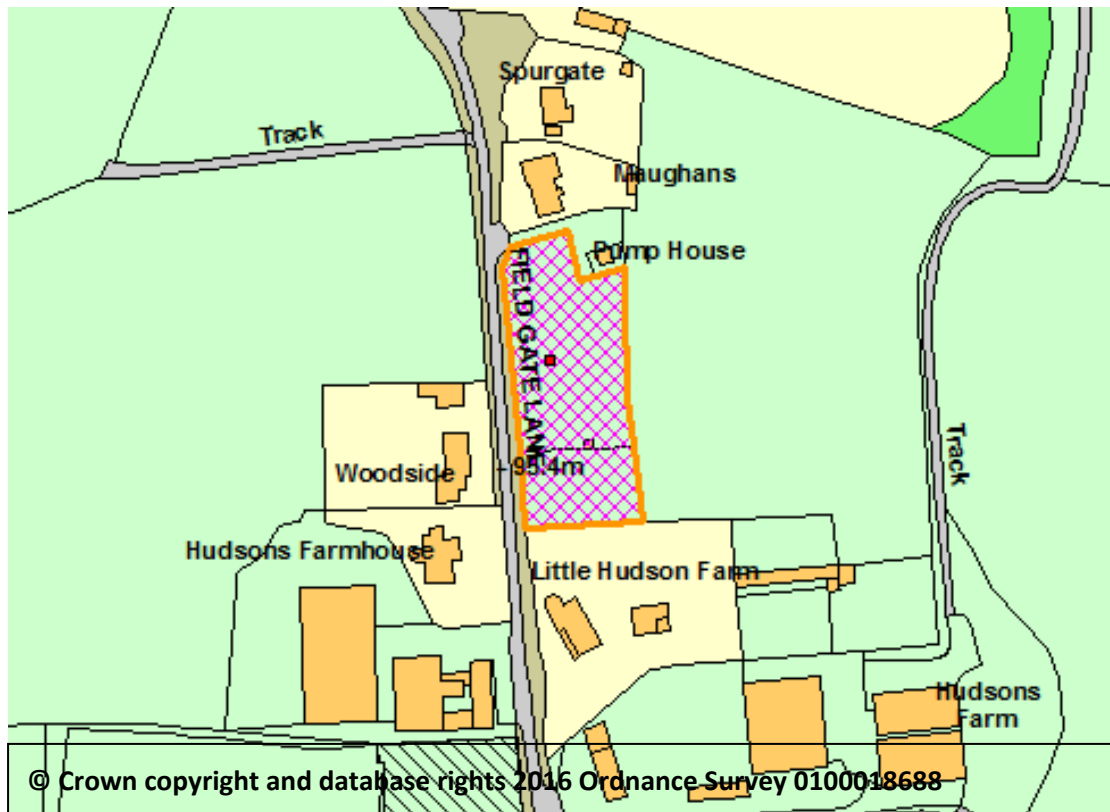 Spurgate
Track
Maughans
Pump House
FIELD GATE LANE
Track
Woodside
+ 95.4m
Hudsons Farmhouse
Little Hudson Farm
Hudsons
Farm
© Crown copyright and database rights 2016 Ordnance Survey 0100018688